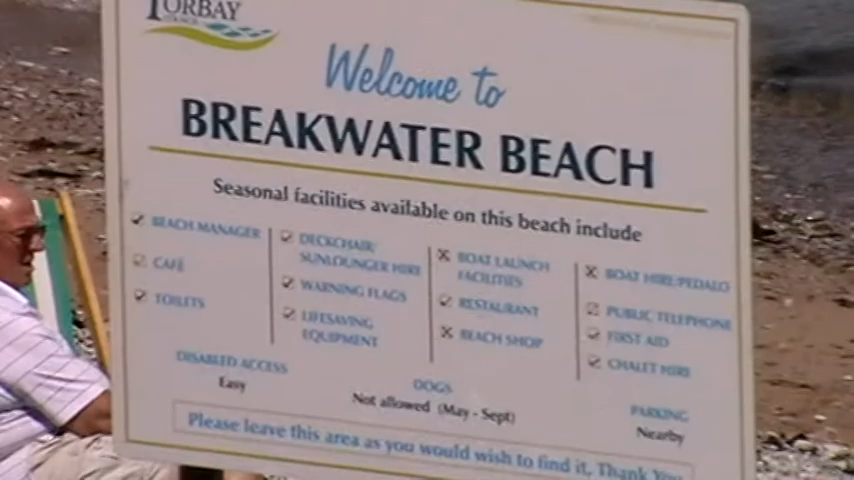 TORBAY
Welcome to
BREAKWATER BEACH
Seasonal facilities available on this beach include
BEACH MANAGER
CAFÉ
TOILETS
DECKCHAIR/
SUNLOUNGER HIRE
WARNING FLAGS
LIFESAVING
EQUIPMENT
BOAT LAUNCH
FACILITIES
RESTAURANT
BEACH SHOP
BOAT HIRE/PEDALO
PUBLIC TELEPHONE
FIRST AID
CHALET HIRE
DISABLED ACCESS
Easy
DOGS
Not allowed (May - Sept)
PARKING
Nearby
Please leave this area as you would wish to find it. Thank You